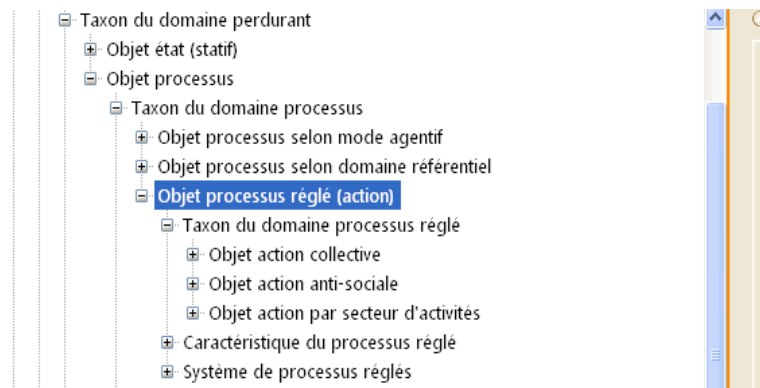 Taxon du domaine perdurant
Objet état (statif)
Objet processus
Taxon du domaine processus
Objet processus selon mode agentif
Objet processus selon domaine référentiel
Objet processus réglé (action)
Taxon du domaine processus réglé
Objet action collective
Objet action anti-sociale
Objet action par secteur d'activités
Caractéristique du processus réglé
Système de processus réglés